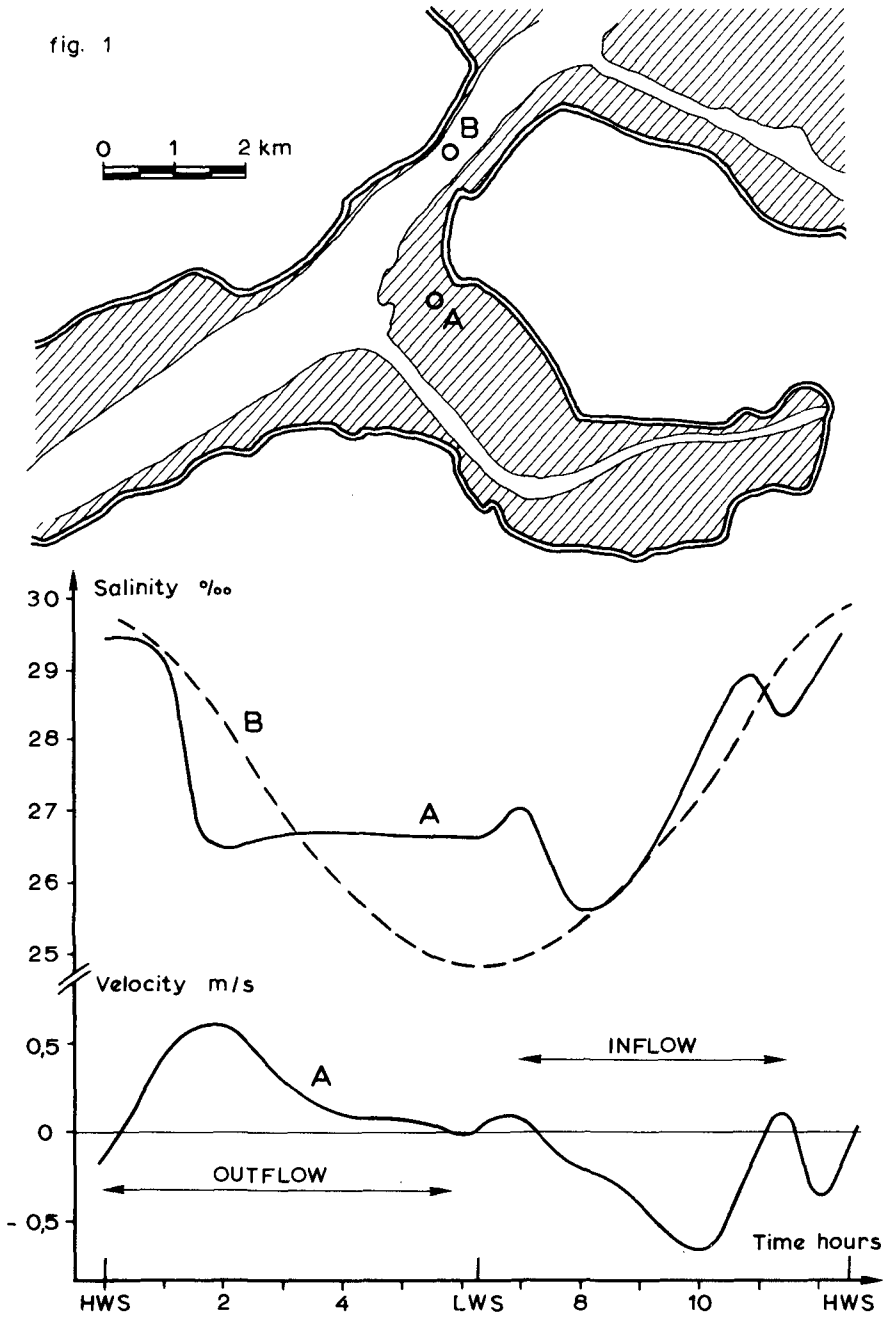 fig. 1
0 1 2 km
B
A
Salinity ‰
30
29
28
27
26
25
B
A
Velocity m/s
0,5
0
- 0,5
A
INFLOW
OUTFLOW
Time hours
HWS 2 4 LWS 8 10 HWS